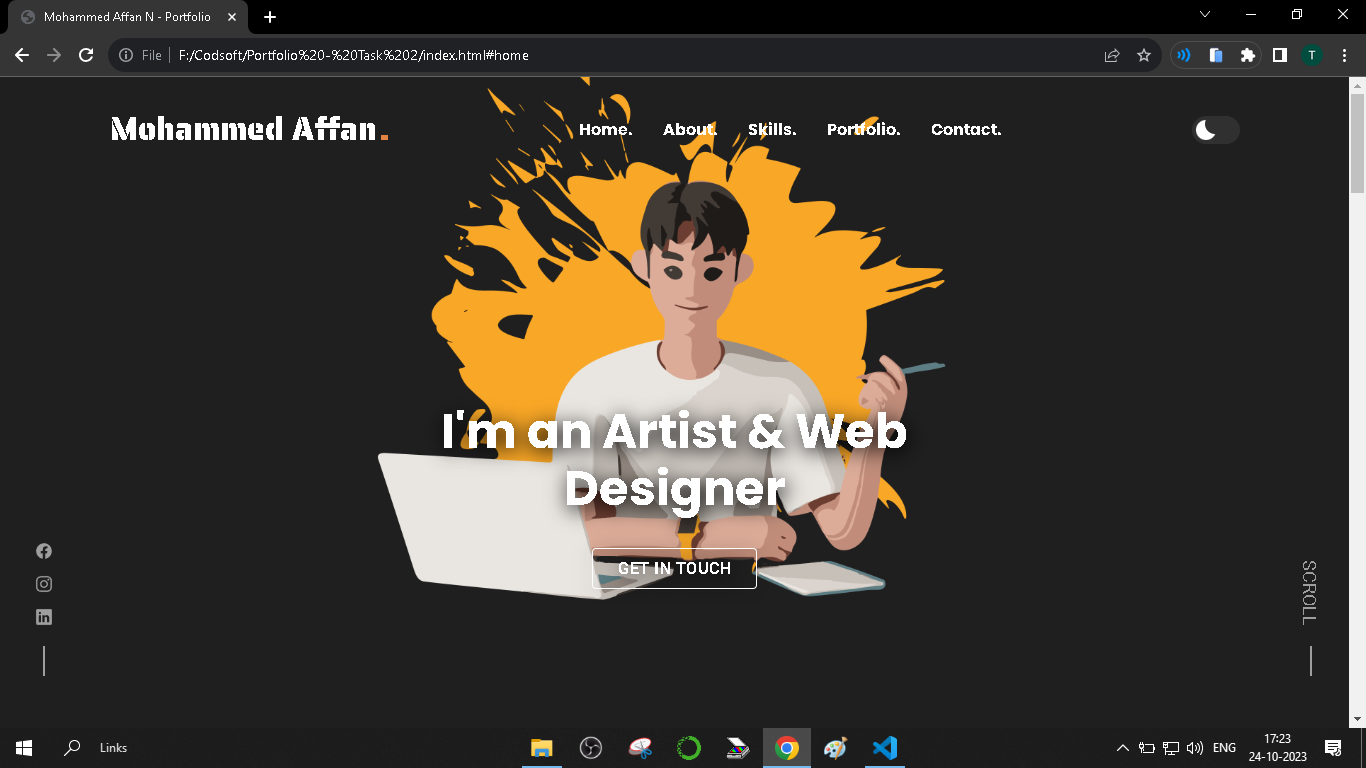 Mohammed Affan N - Portfolio
File
F:/Codsoft/Portfolio%20-%20Task%202/index.html#home
T
Mohammed Affan.
Home.
About.
Skills.
Portfolio.
Contact.
I'm an Artist & Web
Designer
GET IN TOUCH
SCROLL
Links
ENG
17:23
24-10-2023